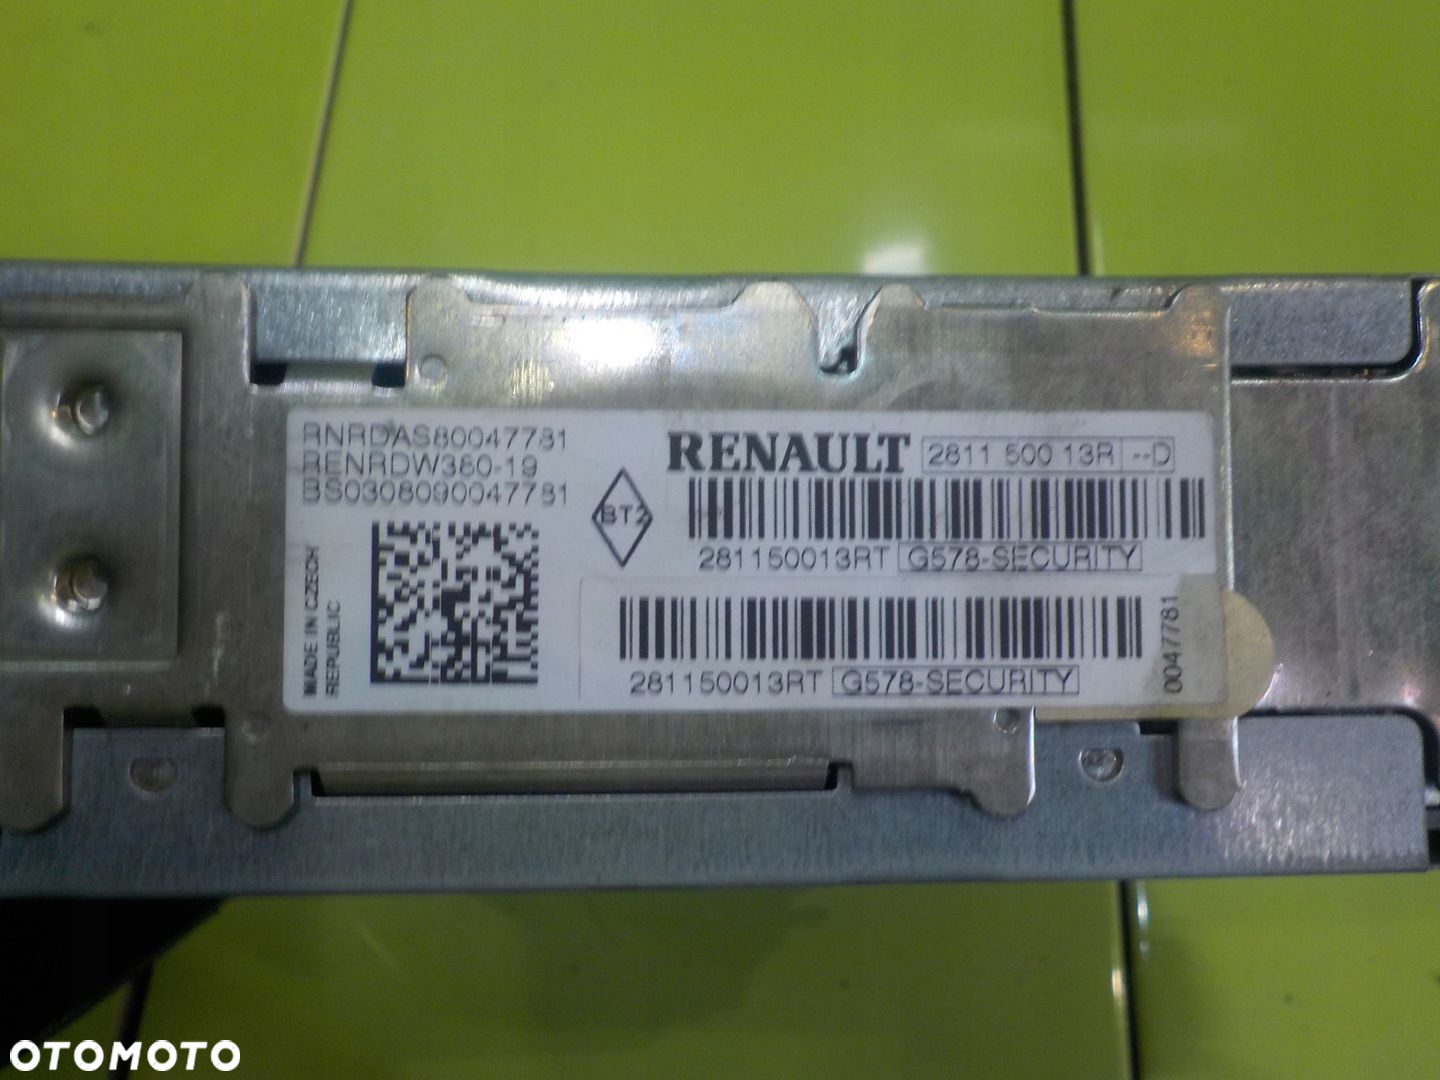 RNRDAS80047781
RENRDW380-19
BS0308090047781
MADE IN CZECH
REPUBLIC
BT2
RENAULT 2811 500 13R --D
281150013RT G578-SECURITY
281150013RT G578-SECURITY
0047781
OTOMOTO